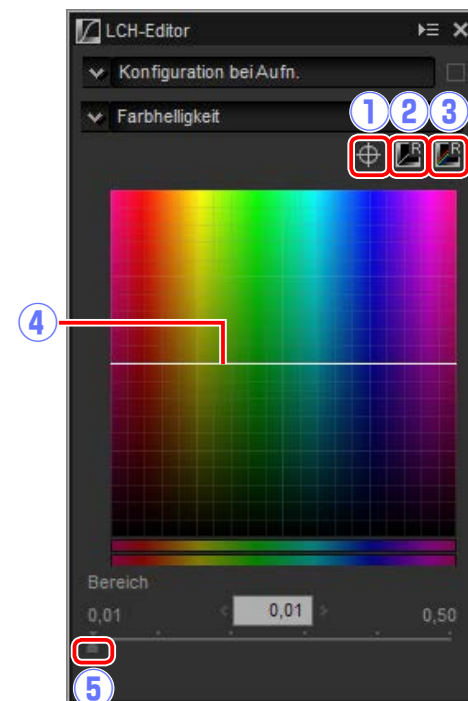 LCH-Editor
Konfiguration bei Aufn.
Farbhelligkeit
1 2 3
R R
4
Bereich
0,01 < 0,01 > 0,50
5